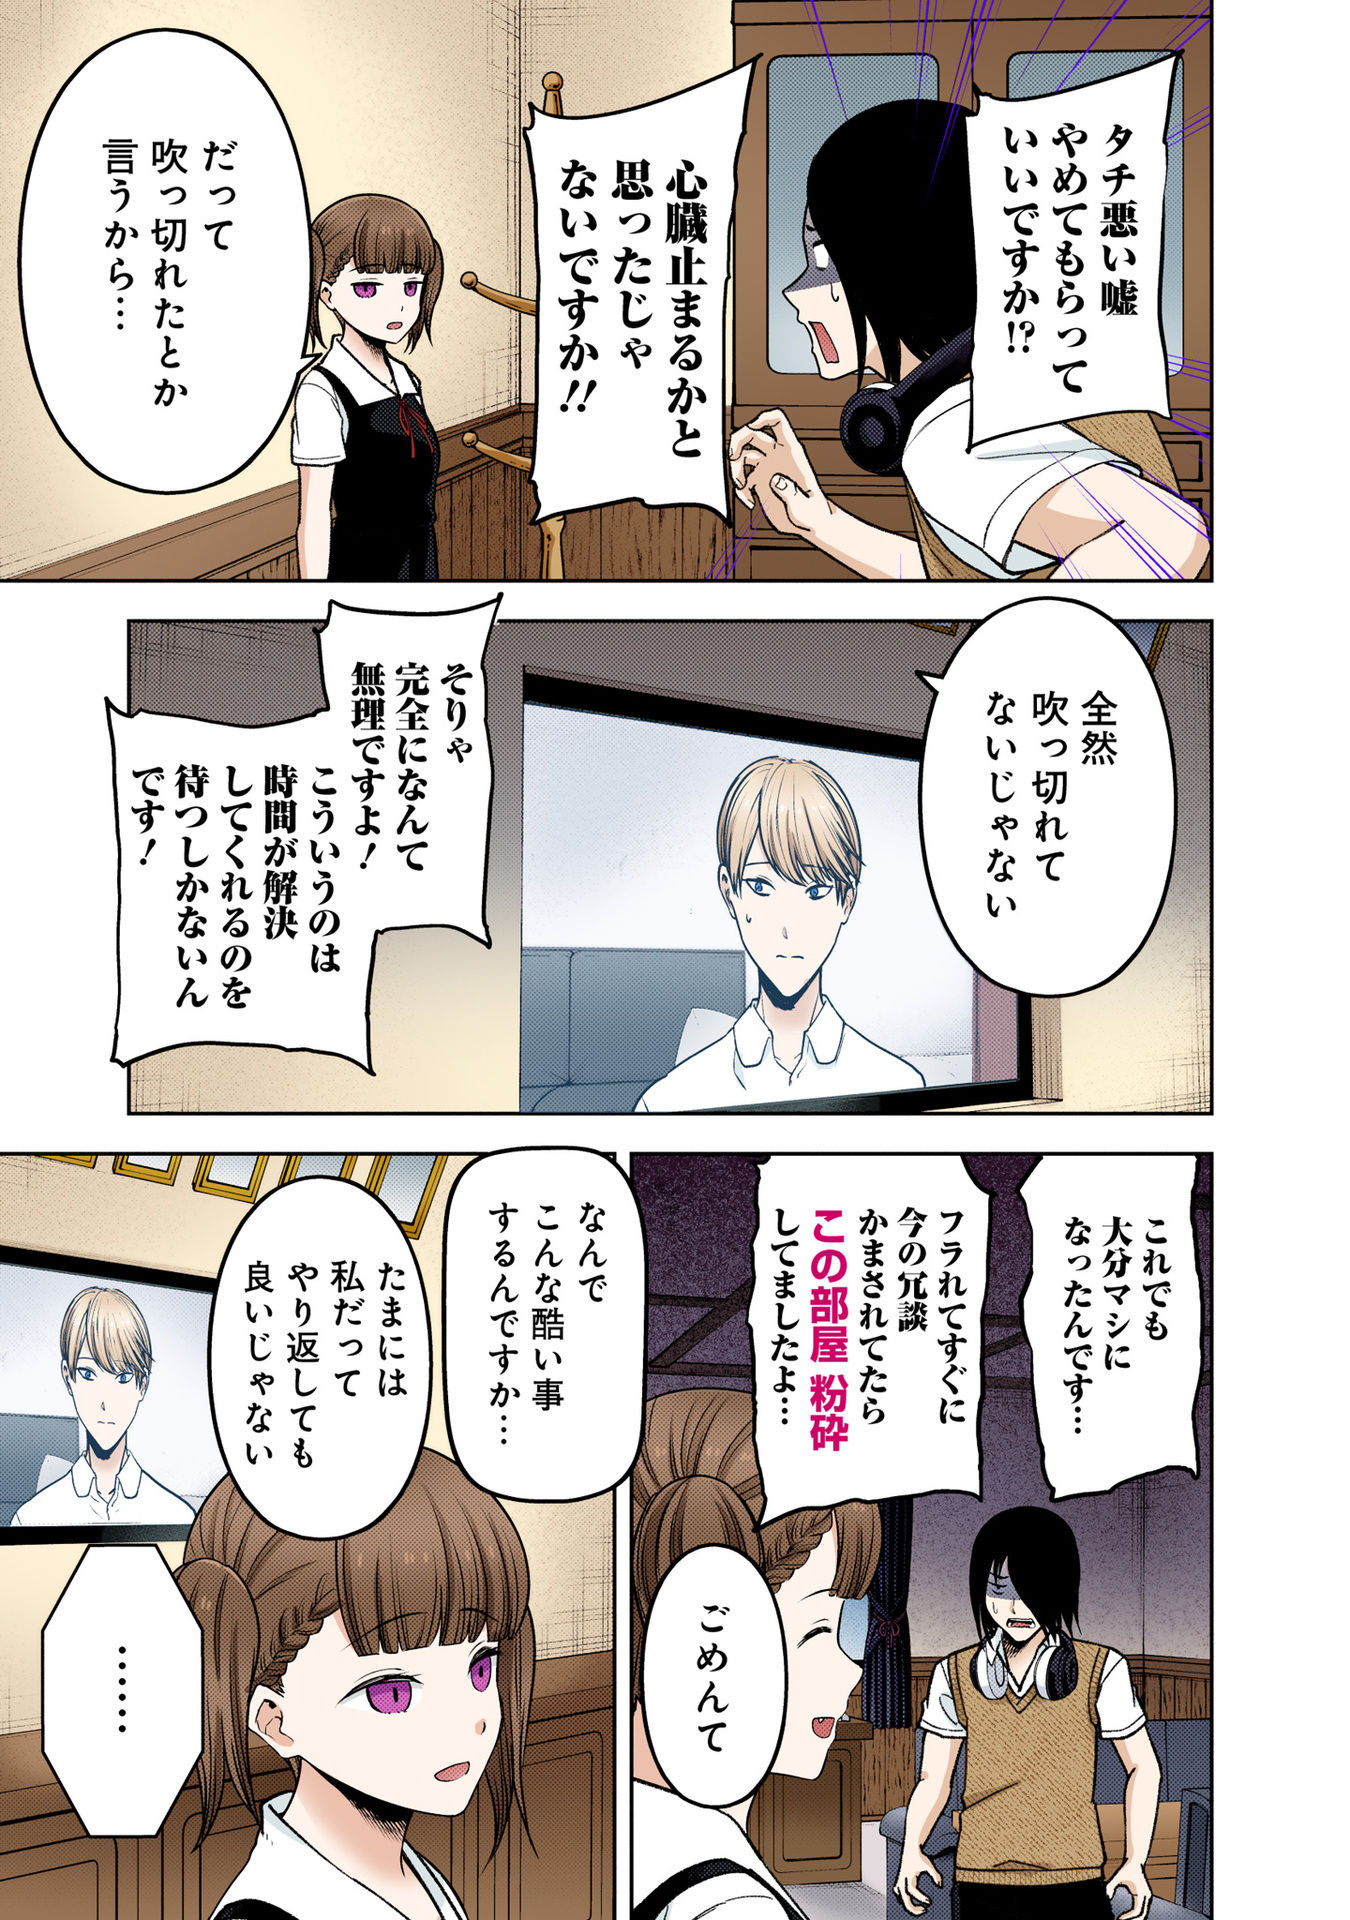 タチ悪い嘘
やめてもらって
いいですか!?
心臓止まるかと
思ったじゃ
ないですか!!
だって
吹っ切れたとか
言うから…
全然
吹っ切れて
ないじゃない
そりゃ
完全になんて
無理ですよ!
こういうのは
時間が解決
してくれるのを
待つしかないん
です!
これでも
大分マシに
なったんです…
フラれてすぐに
今の冗談
かまされてたら
この部屋 粉砕
してましたよ…
ごめんて
なんで
こんな酷い事
するんですか…
たまには
私だって
やり返しても
良いじゃない
……